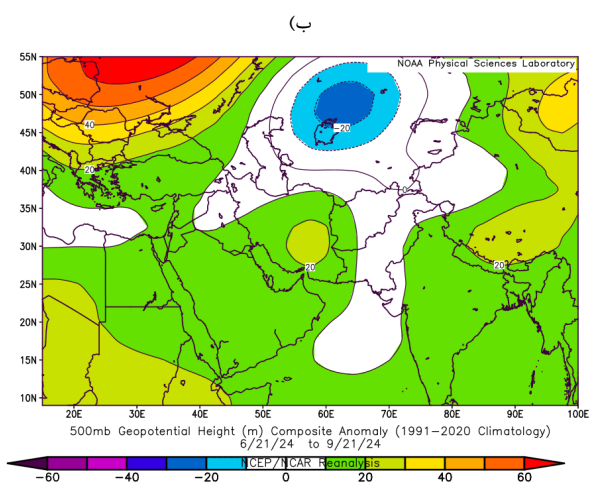 ب)
NOAA Physical Sciences Laboratory
55N
50N
45N
40N
35N
30N
25N
20N
15N
10N
40
20
-20
0
20
20
20E
30E
40E
50E
60E
70E
80E
90E
100E
500mb Geopotential Height (m) Composite Anomaly (1991-2020 Climatology)
6/21/24 to 9/21/24
NCEP/NCAR Reanalysis
-60 -40 -20 0 20 40 60